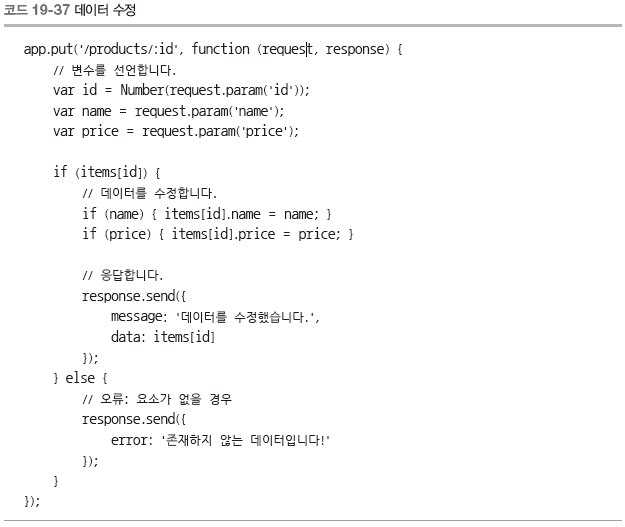 코드 19-37 데이터 수정
app.put('/products/:id', function (request, response) {
    // 변수를 선언합니다.
    var id = Number(request.param('id'));
    var name = request.param('name');
    var price = request.param('price');

    if (items[id]) {
        // 데이터를 수정합니다.
        if (name) { items[id].name = name; }
        if (price) { items[id].price = price; }

        // 응답합니다.
        response.send({
            message: '데이터를 수정했습니다.',
            data: items[id]
        });
    } else {
        // 오류: 요소가 없을 경우
        response.send({
            error: '존재하지 않는 데이터입니다!'
        });
    }
});